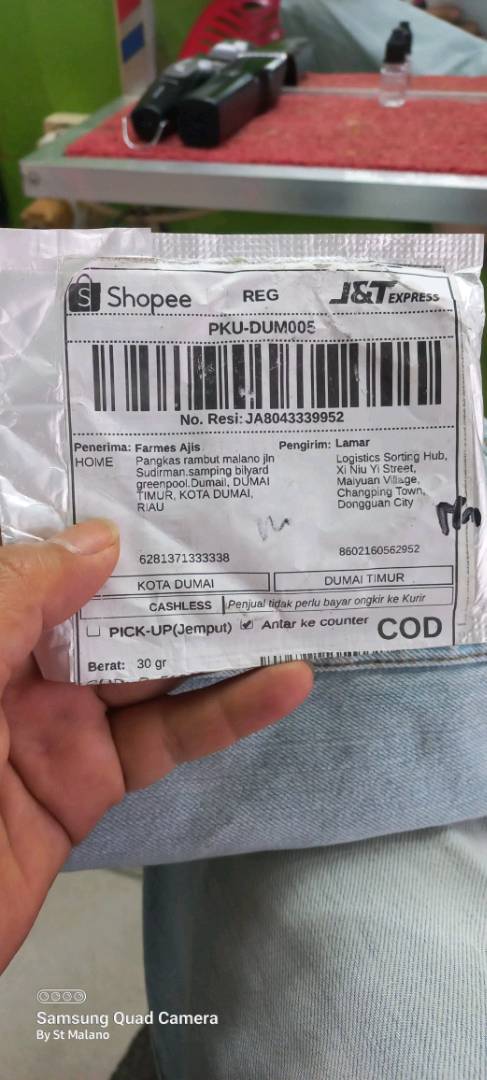 S Shopee REG J&T EXPRESS
PKU-DUM005
No. Resi: JA8043339952
Penerima: Farmes Ajis
HOME
Pangkas rambut malano jln
Sudirman.samping bilyard
greenpool.Dumail, DUMAI
TIMUR, KOTA DUMAI,
RIAU
6281371333338
Pengirim: Lamar
Logistics Sorting Hub,
Xi Niu Yi Street,
Maiyuan Village,
Changping Town,
Dongguan City
8602160562952
KOTA DUMAI DUMAI TIMUR
CASHLESS Penjual tidak perlu bayar ongkir ke Kurir
PICK-UP(Jemput) Antar ke counter COD
Berat: 30 gr
SAMSUNG Quad Camera
By St Malano